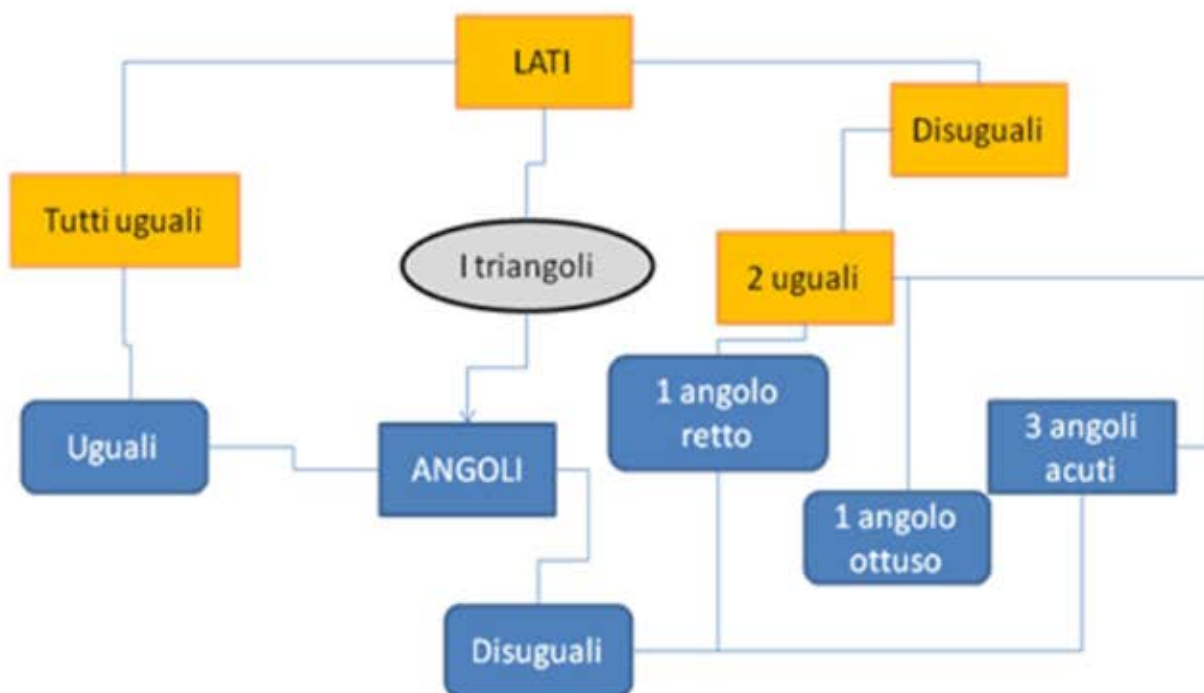 LATI
Disuguali
Tutti uguali
I triangoli
2 uguali
1 angolo
retto
3 angoli
acuti
Uguali
ANGOLI
1 angolo
ottuso
Disuguali